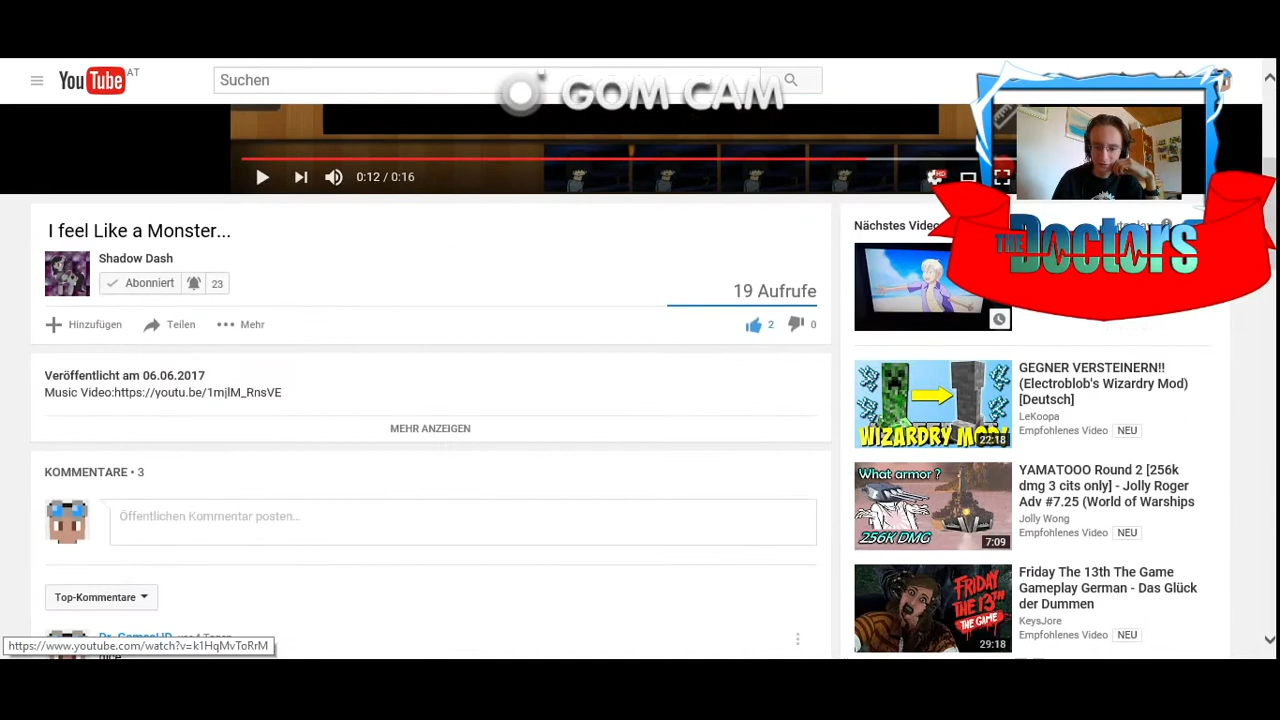 YouTube AT
Suchen
GOM CAM
0:12 / 0:16
HD
I feel Like a Monster...
Shadow Dash
Abonniert
23
19 Aufrufe
Hinzufügen
Teilen
Mehr
2
0
Veröffentlicht am 06.06.2017
Music Video:https://youtu.be/1mjlM_RnsVE
MEHR ANZEIGEN
KOMMENTARE • 3
Öffentlichen Kommentar posten...
Top-Kommentare
https://www.youtube.com/watch?v=k1HqMvToRrM
THE Doctors
Nächstes Video
GEGNER VERSTEINERN!!
(Electroblob's Wizardry Mod)
[Deutsch]
LeKoopa
Empfohlenes Video NEU
WIZARDRY MOD!
22:18
YAMATOOO Round 2 [256k
dmg 3 cits only] - Jolly Roger
Adv #7.25 (World of Warships
Jolly Wong
Empfohlenes Video NEU
What armor ?
256K DMG
7:09
Friday The 13th The Game
Gameplay German - Das Glück
der Dummen
KeysJore
Empfohlenes Video NEU
FRIDAY
THE 13TH
THE GAME
29:18